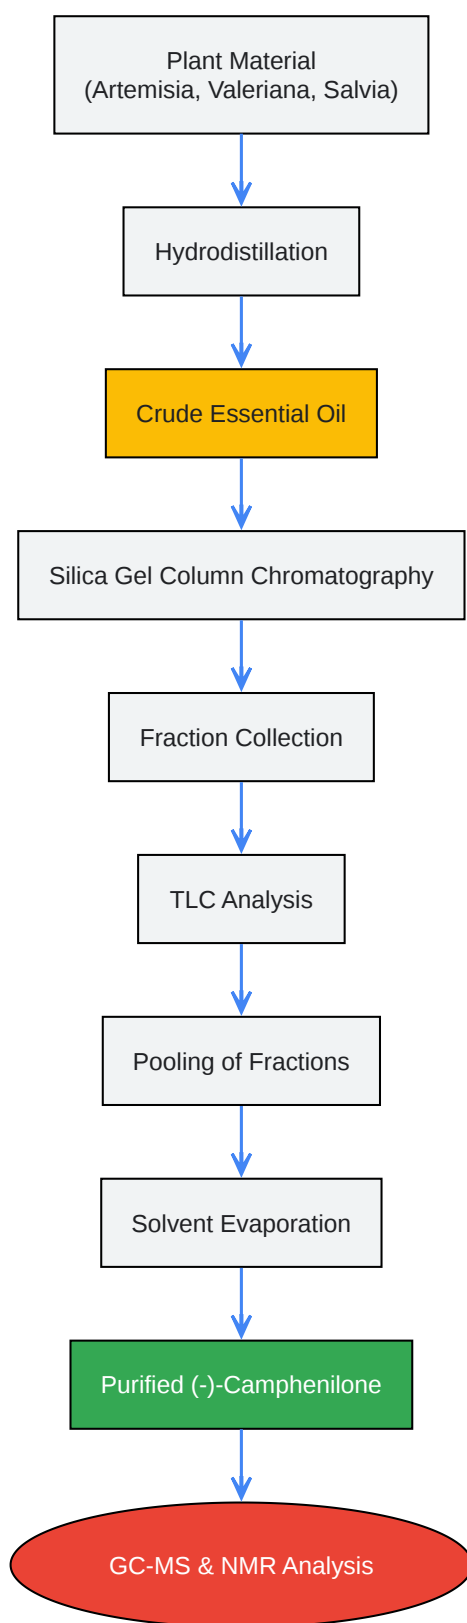 Plant Material
(Artemisia, Valeriana, Salvia)
Hydrodistillation
Crude Essential Oil
Silica Gel Column Chromatography
Fraction Collection
TLC Analysis
Pooling of Fractions
Solvent Evaporation
Purified (-)-Camphenilone
GC-MS & NMR Analysis